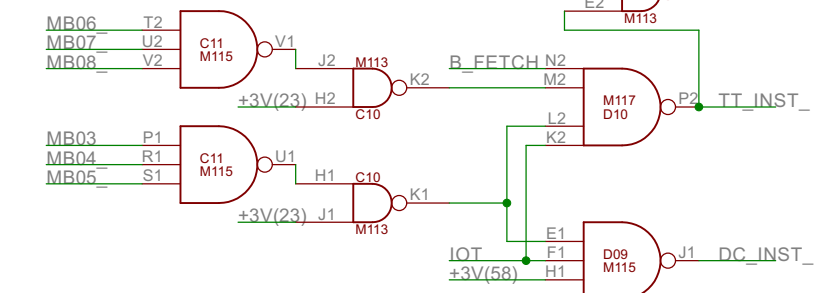 E2
M113
MB06_ T2
MB07_ U2
MB08_ V2
C11
M115
V1
J2
M113
+3V(23) H2
C10
K2
B_FETCH N2
M2
M117
D10
L2
K2
P2 TT_INST_
MB03 P1
MB04_ R1
MB05_ S1
C11
M115
U1
H1
C10
+3V(23) J1
M113
K1
E1
IOT F1
+3V(58) H1
D09
M115
J1 DC_INST_